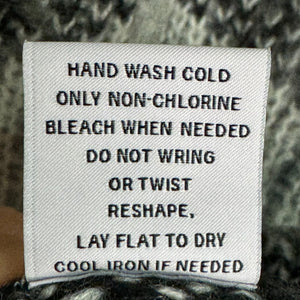 HAND WASH COLD
ONLY NON-CHLORINE
BLEACH WHEN NEEDED
DO NOT WRING
OR TWIST
RESHAPE,
LAY FLAT TO DRY
COOL IRON IF NEEDED